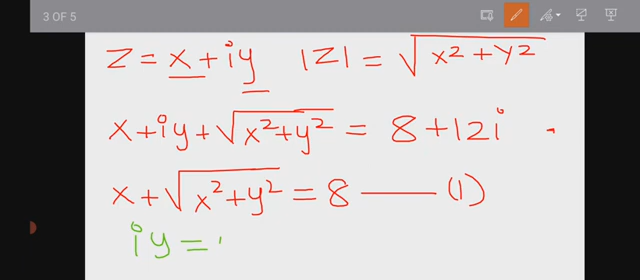 3 OF 5
Z = x + iy |Z| = √(x² + y²)
x + iy + √(x² + y²) = 8 + 12i
x + √(x² + y²) = 8 —— (1)
iy =